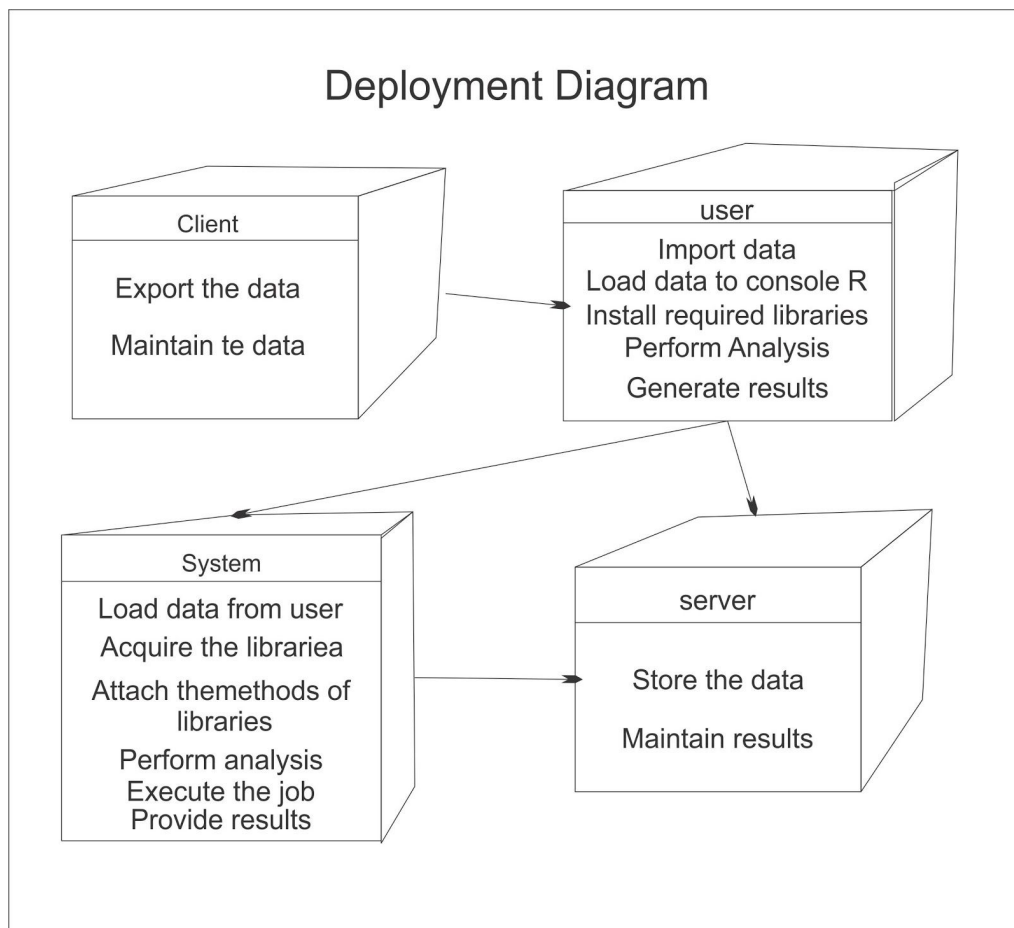 Deployment Diagram
Client
Export the data
Maintain te data
user
Import data
Load data to console R
Install required libraries
Perform Analysis
Generate results
System
Load data from user
Acquire the librariea
Attach themethods of
libraries
Perform analysis
Execute the job
Provide results
server
Store the data
Maintain results